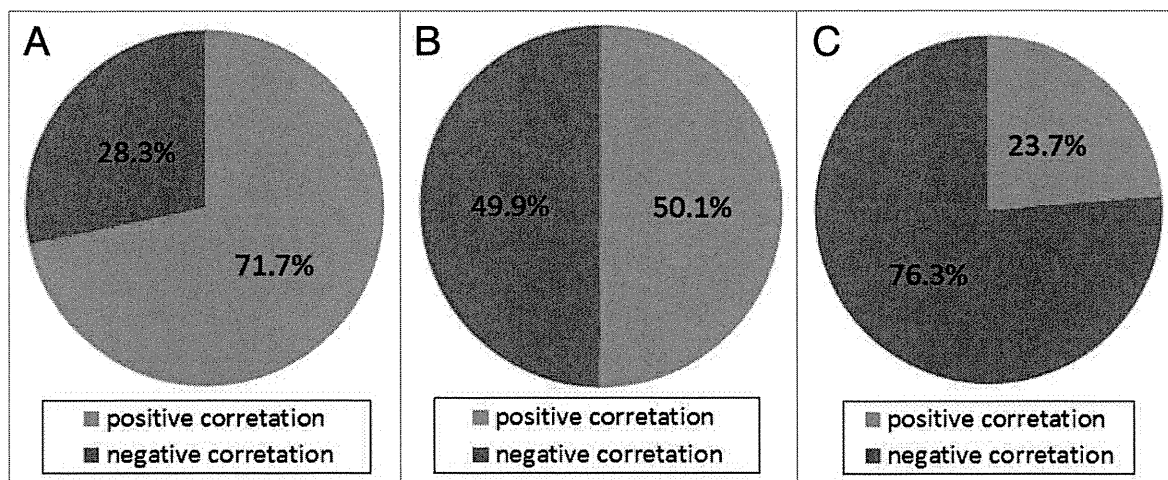 A
28.3%
71.7%
positive corretation
negative corretation
B
49.9%
50.1%
positive corretation
negative corretation
C
23.7%
76.3%
positive corretation
negative corretation